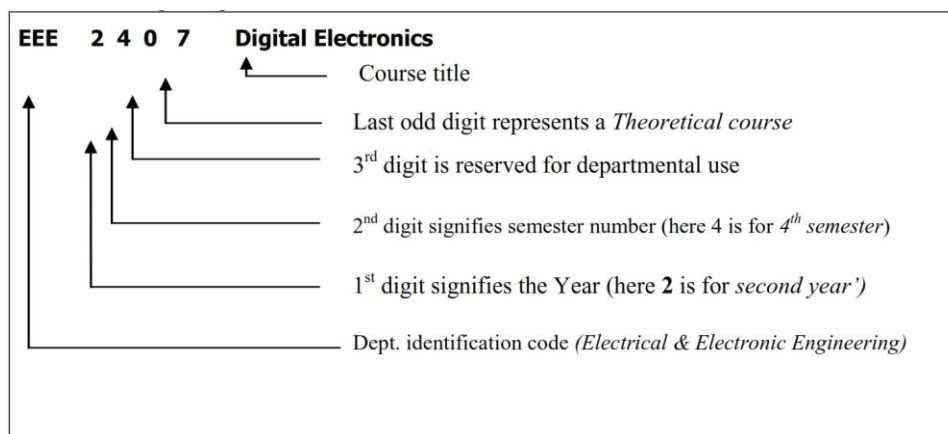 EEE 2 4 0 7 Digital Electronics
Course title
Last odd digit represents a Theoretical course
3rd digit is reserved for departmental use
2nd digit signifies semester number (here 4 is for 4th semester)
1st digit signifies the Year (here 2 is for second year’)
Dept. identification code (Electrical & Electronic Engineering)